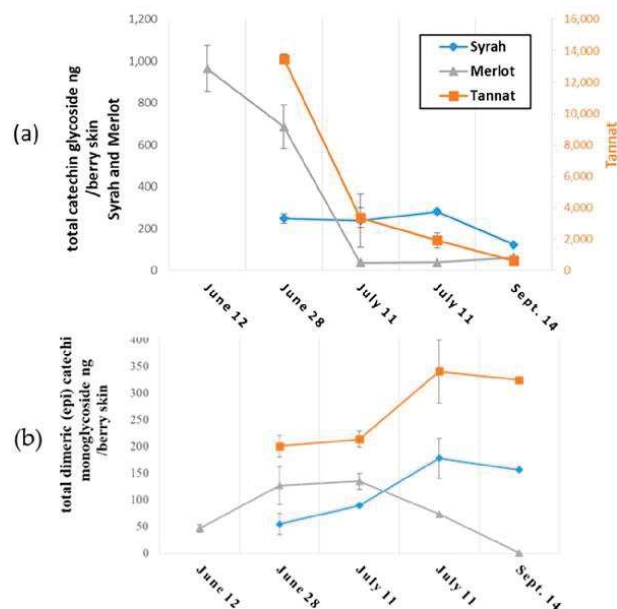 (a)
total catechin glycoside ng
/berry skin
Syrah and Merlot
1,200
1,000
800
600
400
200
0
16,000
14,000
12,000
10,000
8,000
6,000
4,000
2,000
0
Tannat
Syrah
Merlot
Tannat
June 12
June 28
July 11
July 11
Sept. 14
(b)
total dimeric (epi) catechi
monoglycoside ng
/berry skin
400
350
300
250
200
150
100
50
0
June 12
June 28
July 11
July 11
Sept. 14